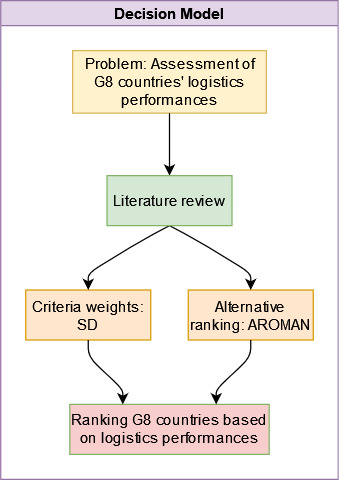 Decision Model
Problem: Assessment of
G8 countries' logistics
performances
Literature review
Criteria weights:
SD
Alternative
ranking: AROMAN
Ranking G8 countries based
on logistics performances